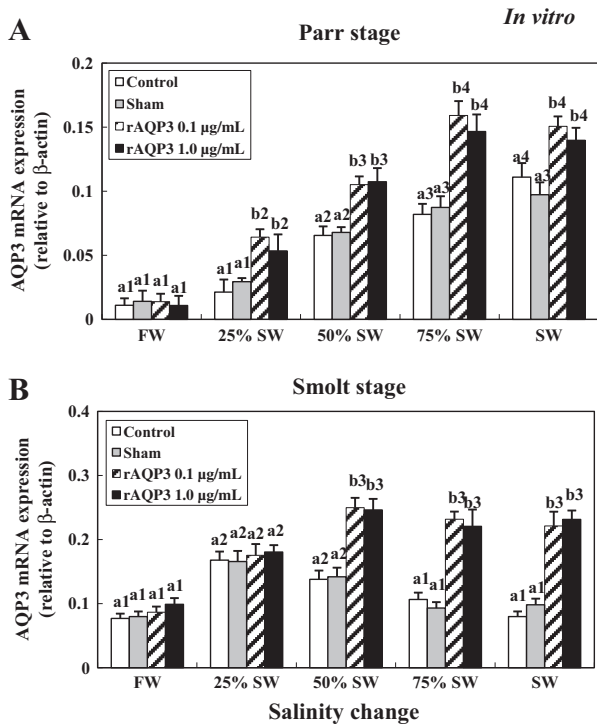 A
Parr stage
In vitro
AQP3 mRNA expression
(relative to β-actin)
0.2
0.15
0.1
0.05
0
Control
Sham
rAQP3 0.1 µg/mL
rAQP3 1.0 µg/mL
a1 a1 a1 a1
a1 a1 b2 b2
a2 a2 b3 b3
a3 a3 b4 b4
a4 a3 b4 b4
FW 25% SW 50% SW 75% SW SW
B
Smolt stage
AQP3 mRNA expression
(relative to β-actin)
0.4
0.3
0.2
0.1
0
Control
Sham
rAQP3 0.1 µg/mL
rAQP3 1.0 µg/mL
a1 a1 a1 a1
a2 a2 a2 a2
a2 a2 b3 b3
a1 a1 b3 b3
a1 a1 b3 b3
FW 25% SW 50% SW 75% SW SW
Salinity change